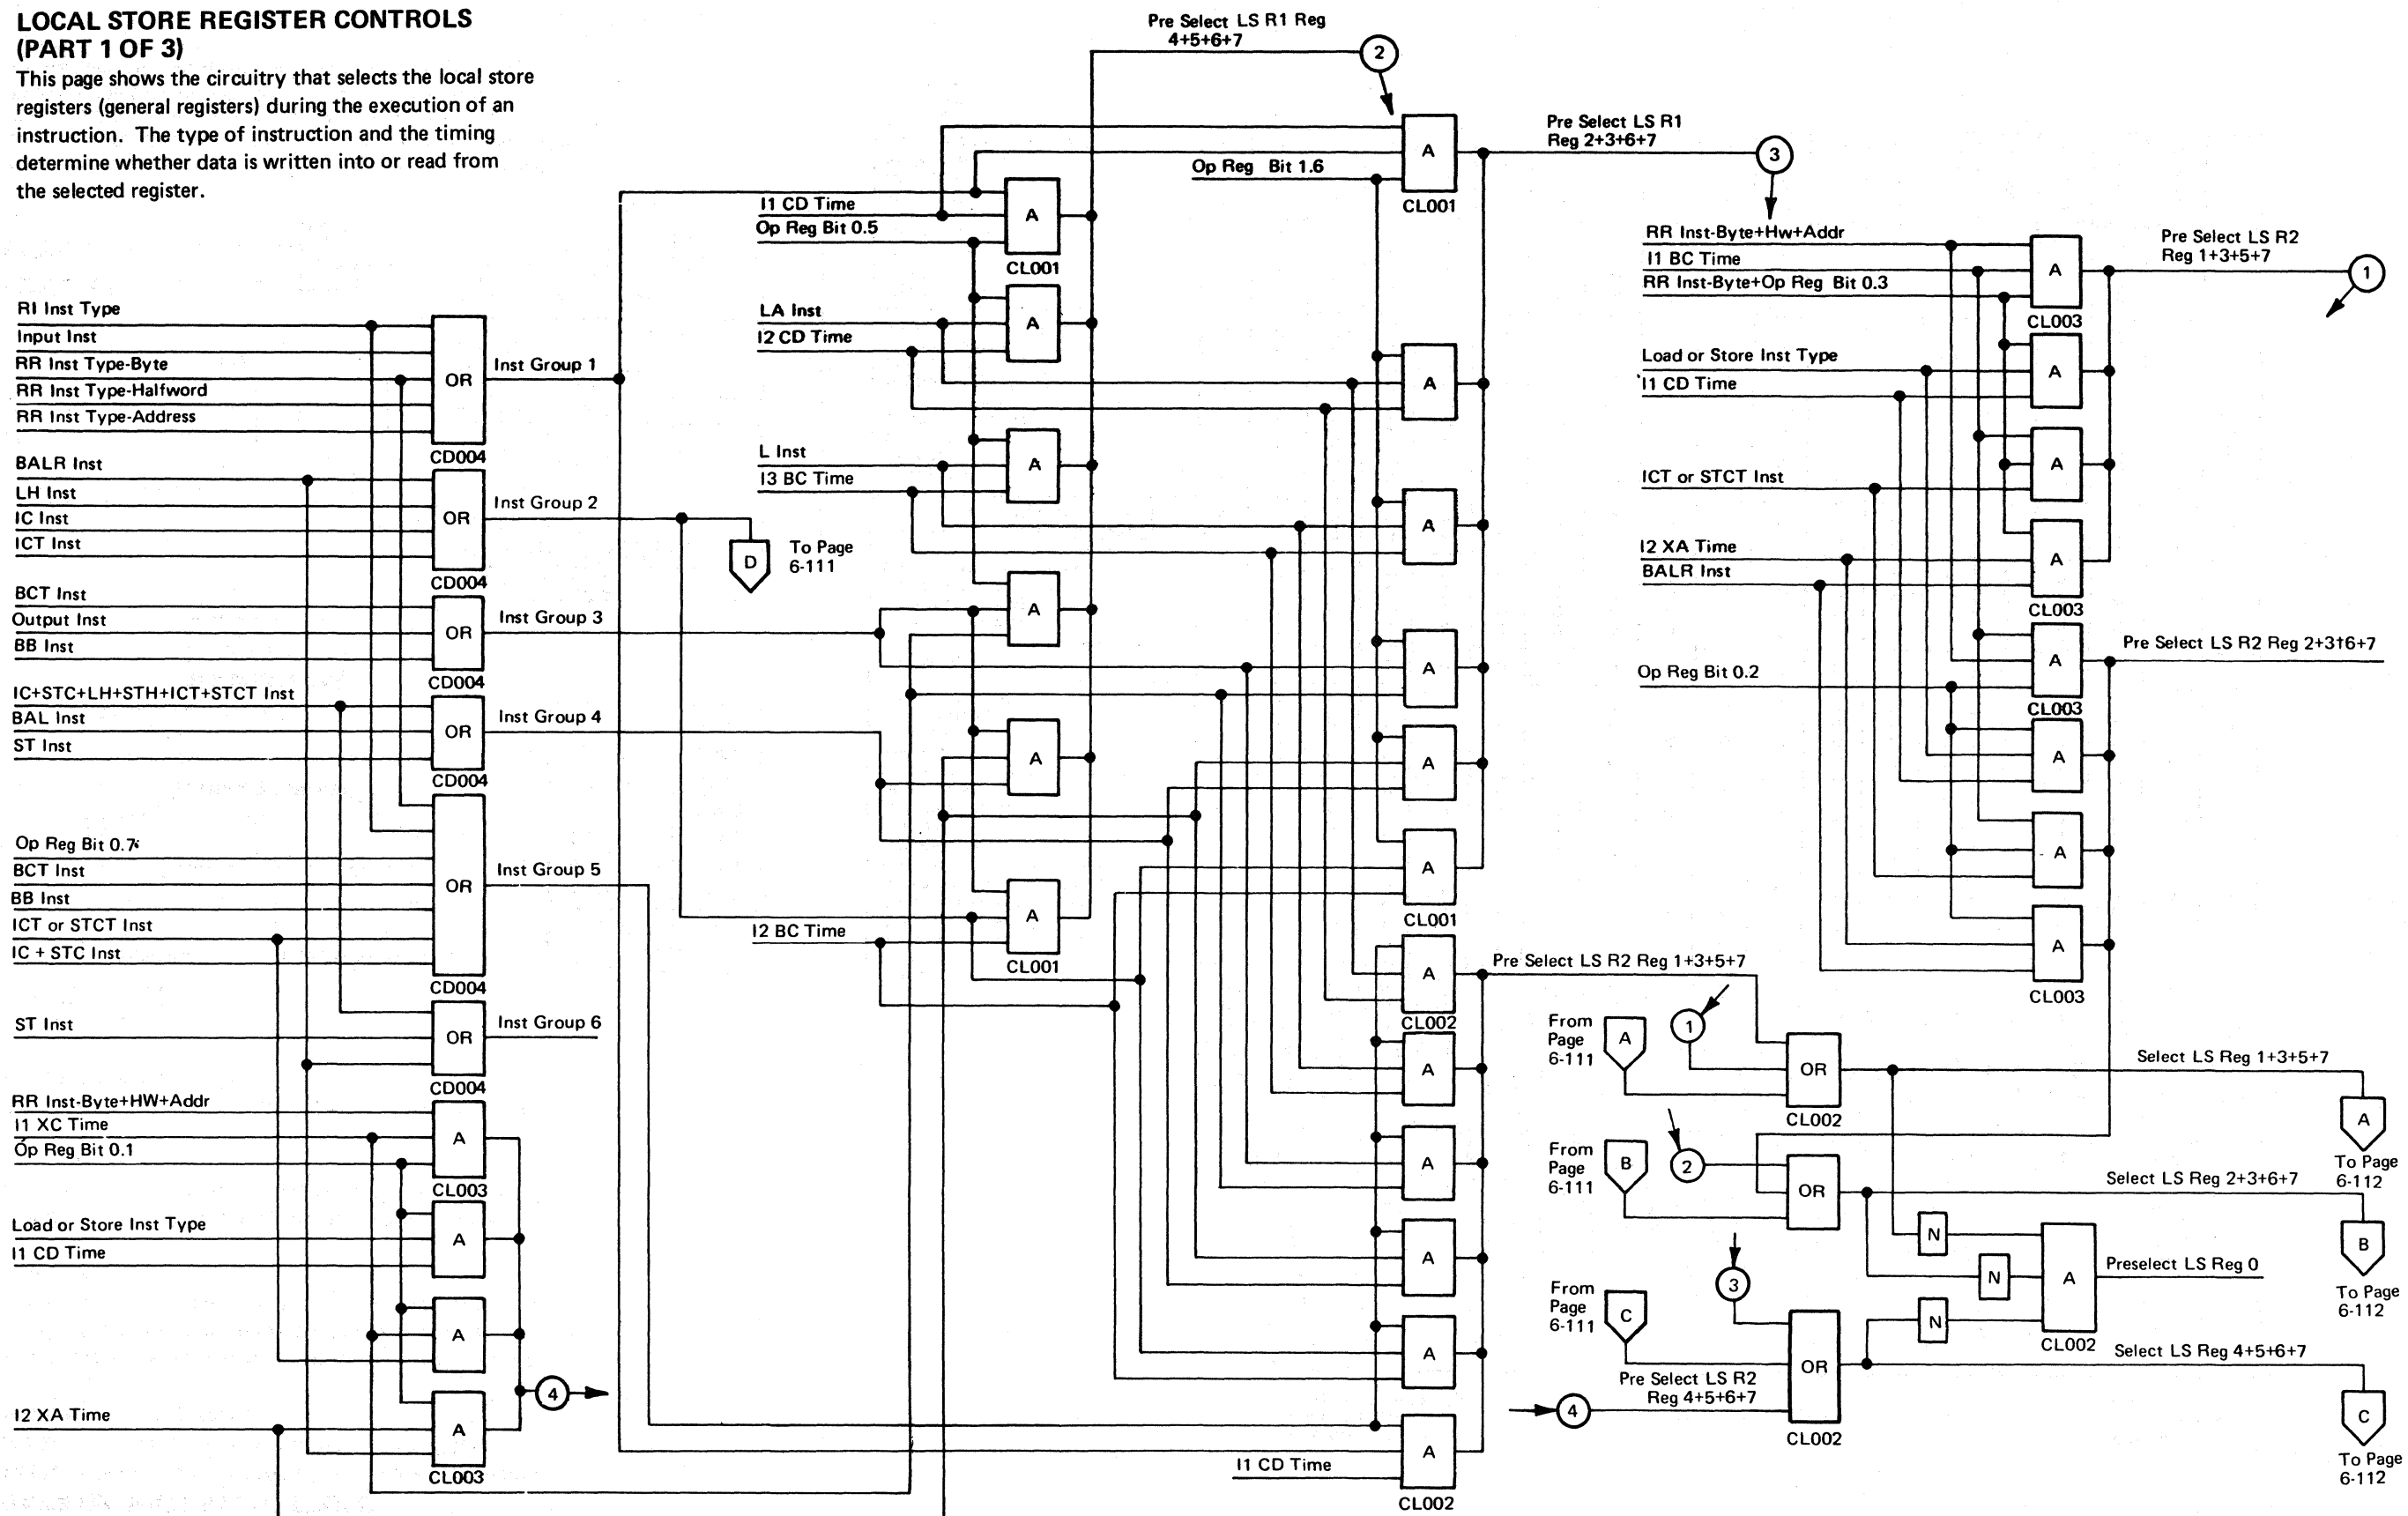 LOCAL STORE REGISTER CONTROLS
(PART 1 OF 3)
This page shows the circuitry that selects the local store
registers (general registers) during the execution of an
instruction. The type of instruction and the timing
determine whether data is written into or read from
the selected register.
RI Inst Type
Input Inst
RR Inst Type-Byte
RR Inst Type-Halfword
RR Inst Type-Address
OR
CD004
Inst Group 1
BALR Inst
LH Inst
IC Inst
ICT Inst
OR
CD004
Inst Group 2
D
To Page
6-111
BCT Inst
Output Inst
BB Inst
OR
CD004
Inst Group 3
IC+STC+LH+STH+ICT+STCT Inst
BAL Inst
ST Inst
OR
CD004
Inst Group 4
Op Reg Bit 0.7
BCT Inst
BB Inst
ICT or STCT Inst
IC + STC Inst
OR
CD004
Inst Group 5
ST Inst
OR
CD004
Inst Group 6
RR Inst-Byte+HW+Addr
I1 XC Time
Op Reg Bit 0.1
A
CL003
Load or Store Inst Type
I1 CD Time
A
A
4
I2 XA Time
A
CL003
Pre Select LS R1 Reg
4+5+6+7
2
I1 CD Time
Op Reg Bit 0.5
A
CL001
LA Inst
I2 CD Time
A
L Inst
I3 BC Time
A
A
A
I2 BC Time
A
CL001
Op Reg Bit 1.6
A
CL001
A
A
A
A
A
CL001
A
CL002
A
A
A
A
I1 CD Time
A
CL002
Pre Select LS R1
Reg 2+3+6+7
3
RR Inst-Byte+Hw+Addr
I1 BC Time
RR Inst-Byte+Op Reg Bit 0.3
A
CL003
Pre Select LS R2
Reg 1+3+5+7
1
Load or Store Inst Type
I1 CD Time
A
ICT or STCT Inst
A
I2 XA Time
BALR Inst
A
CL003
Op Reg Bit 0.2
A
CL003
Pre Select LS R2 Reg 2+3†6+7
A
A
A
CL003
Pre Select LS R2 Reg 1+3+5+7
From
Page
6-111
A
1
OR
CL002
Select LS Reg 1+3+5+7
A
To Page
6-112
From
Page
6-111
B
2
OR
Select LS Reg 2+3+6+7
B
To Page
6-112
N
N
N
A
CL002
Preselect LS Reg 0
From
Page
6-111
C
3
Pre Select LS R2
Reg 4+5+6+7
4
OR
CL002
Select LS Reg 4+5+6+7
C
To Page
6-112